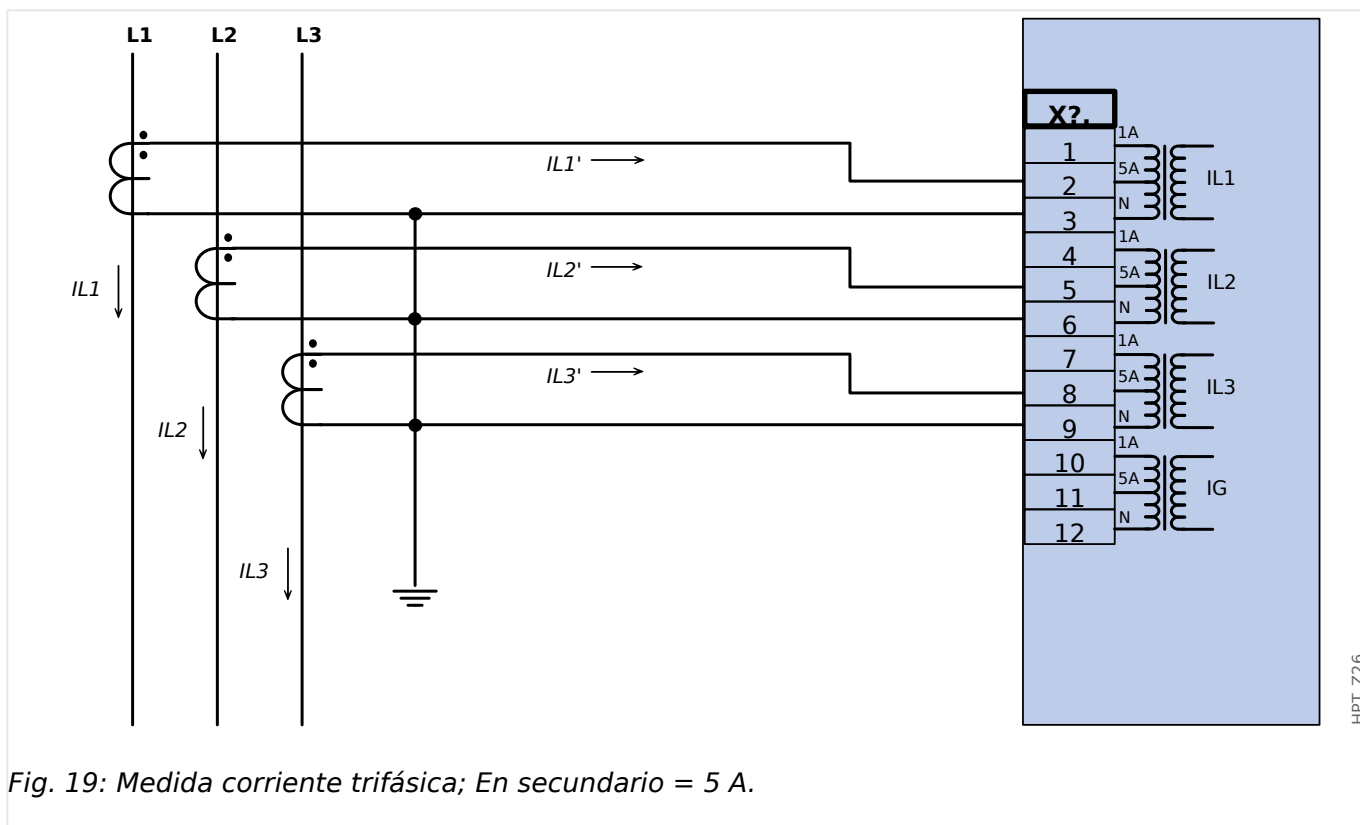 L1 L2 L3
X?.
1A
1
IL1'
5A
IL1
2
N
3
1A
4
IL2'
5A
IL2
IL1
5
N
6
1A
7
IL3'
5A
IL3
8
N
IL2
9
1A
10
5A
IG
11
N
12
IL3
HPT_Z26
Fig. 19: Medida corriente trifásica; En secundario = 5 A.